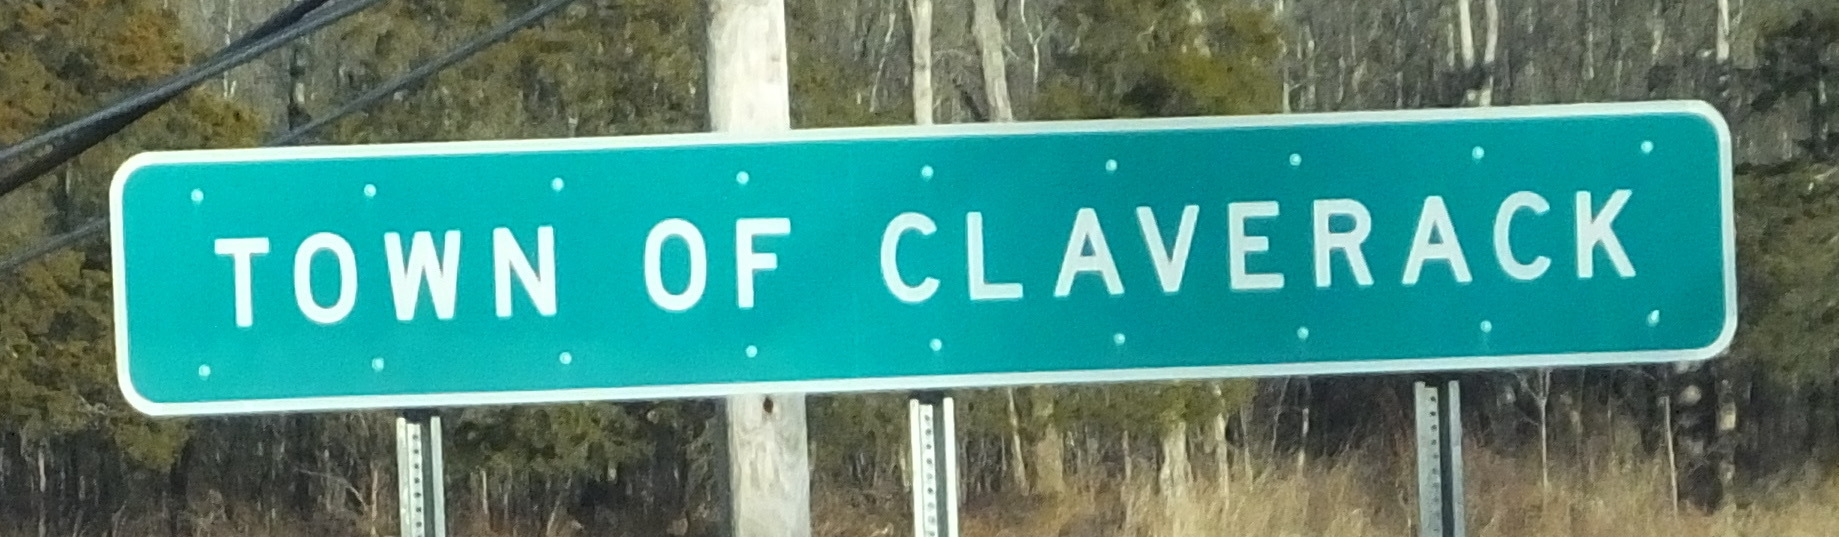 TOWN OF CLAVERACK